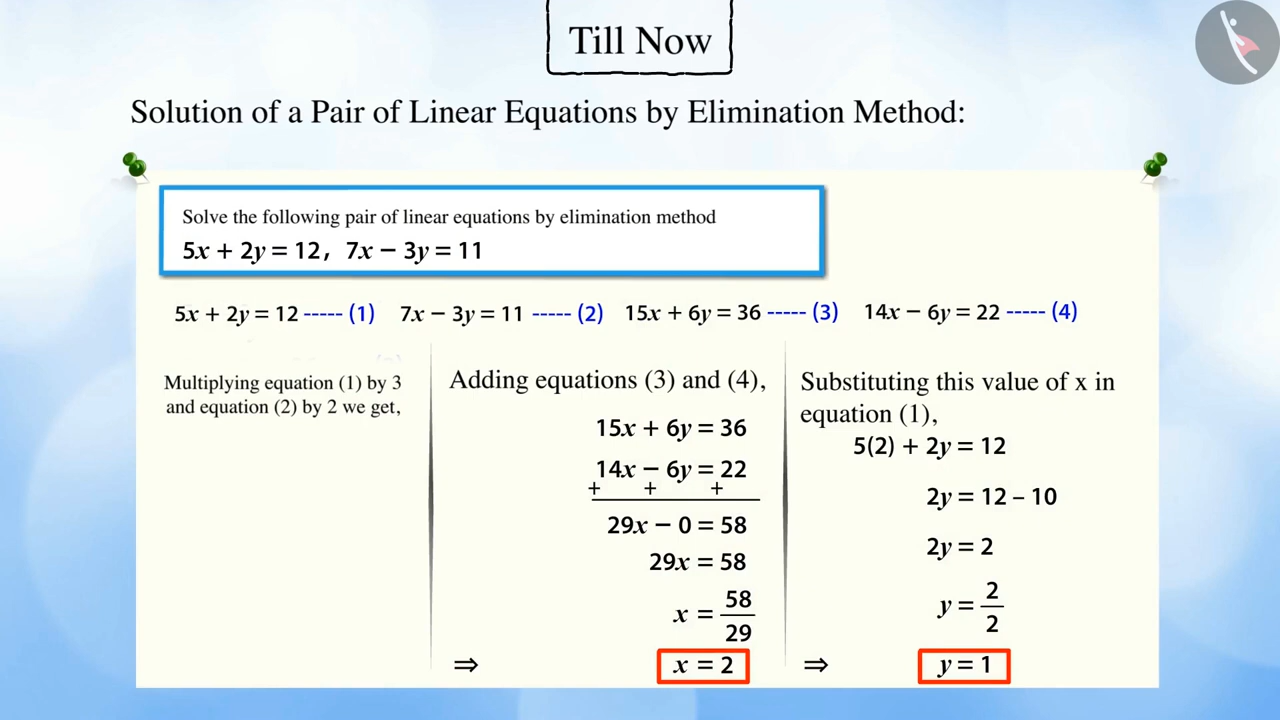 Till Now
Solution of a Pair of Linear Equations by Elimination Method:
Solve the following pair of linear equations by elimination method
5x + 2y = 12, 7x − 3y = 11
5x + 2y = 12 ----- (1) 7x − 3y = 11 ----- (2) 15x + 6y = 36 ----- (3) 14x − 6y = 22 ----- (4)
Multiplying equation (1) by 3
and equation (2) by 2 we get,
Adding equations (3) and (4),
15x + 6y = 36
14x − 6y = 22
+ + +
29x − 0 = 58
29x = 58
x = 58/29
⇒ x = 2
Substituting this value of x in
equation (1),
5(2) + 2y = 12
2y = 12 – 10
2y = 2
y = 2/2
⇒ y = 1